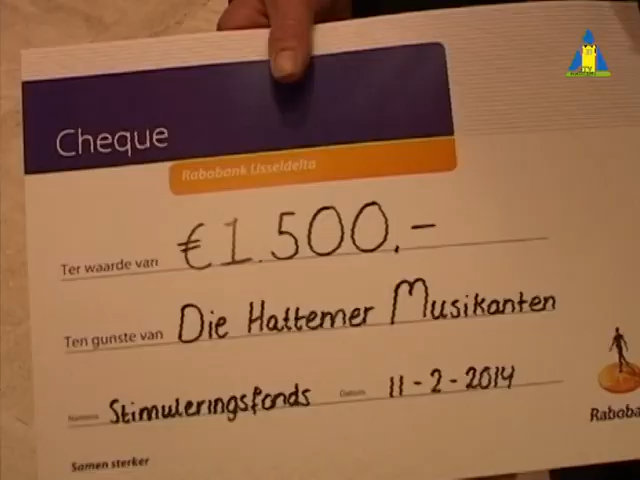 Cheque
Rabobank IJsseldelta
Ter waarde van €1.500,-
Ten gunste van Die Hattemer Musikanten
Namens Stimuleringsfonds Datum 11-2-2014
Samen sterker